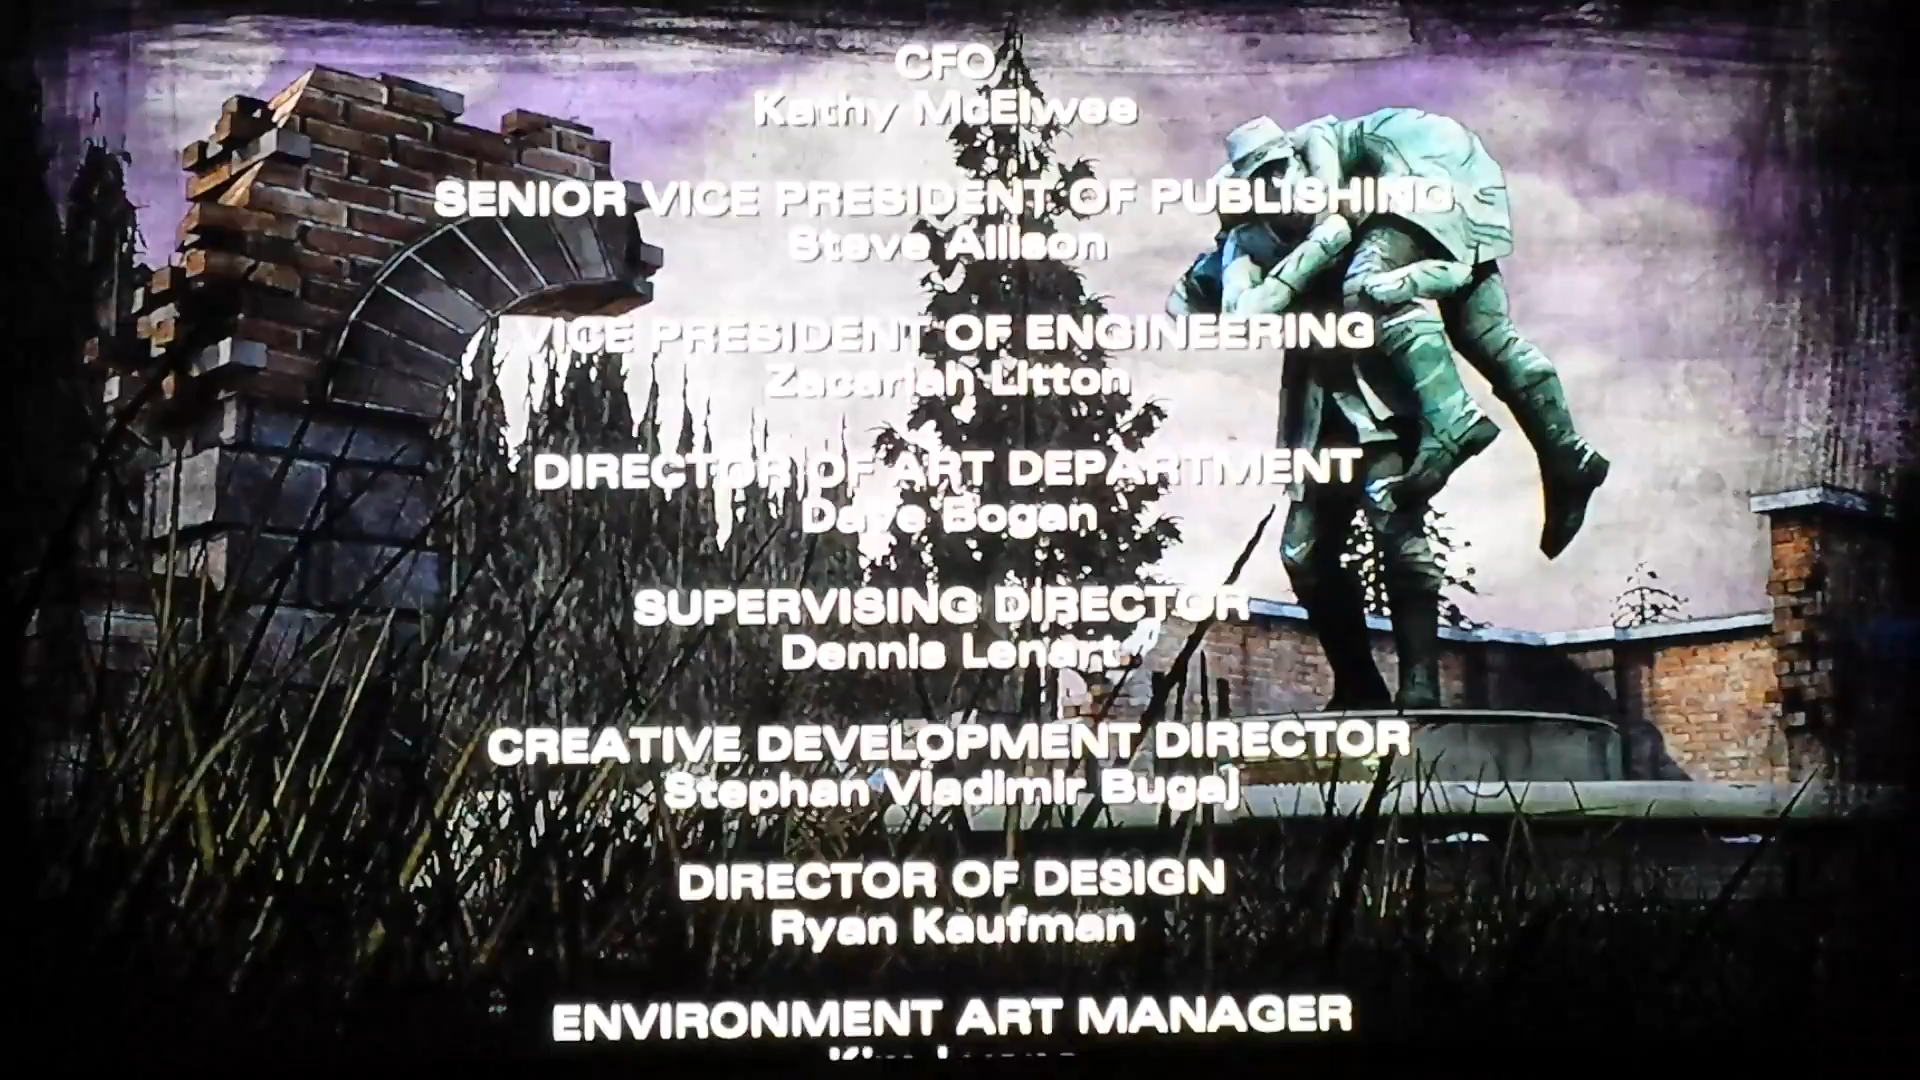 CFO
Kathy McElwee
SENIOR VICE PRESIDENT OF PUBLISHING
Steve Allison
VICE PRESIDENT OF ENGINEERING
Zacariah Litton
DIRECTOR OF ART DEPARTMENT
Dave Bogan
SUPERVISING DIRECTOR
Dennis Lenart
CREATIVE DEVELOPMENT DIRECTOR
Stephan Vladimir Bugaj
DIRECTOR OF DESIGN
Ryan Kaufman
ENVIRONMENT ART MANAGER